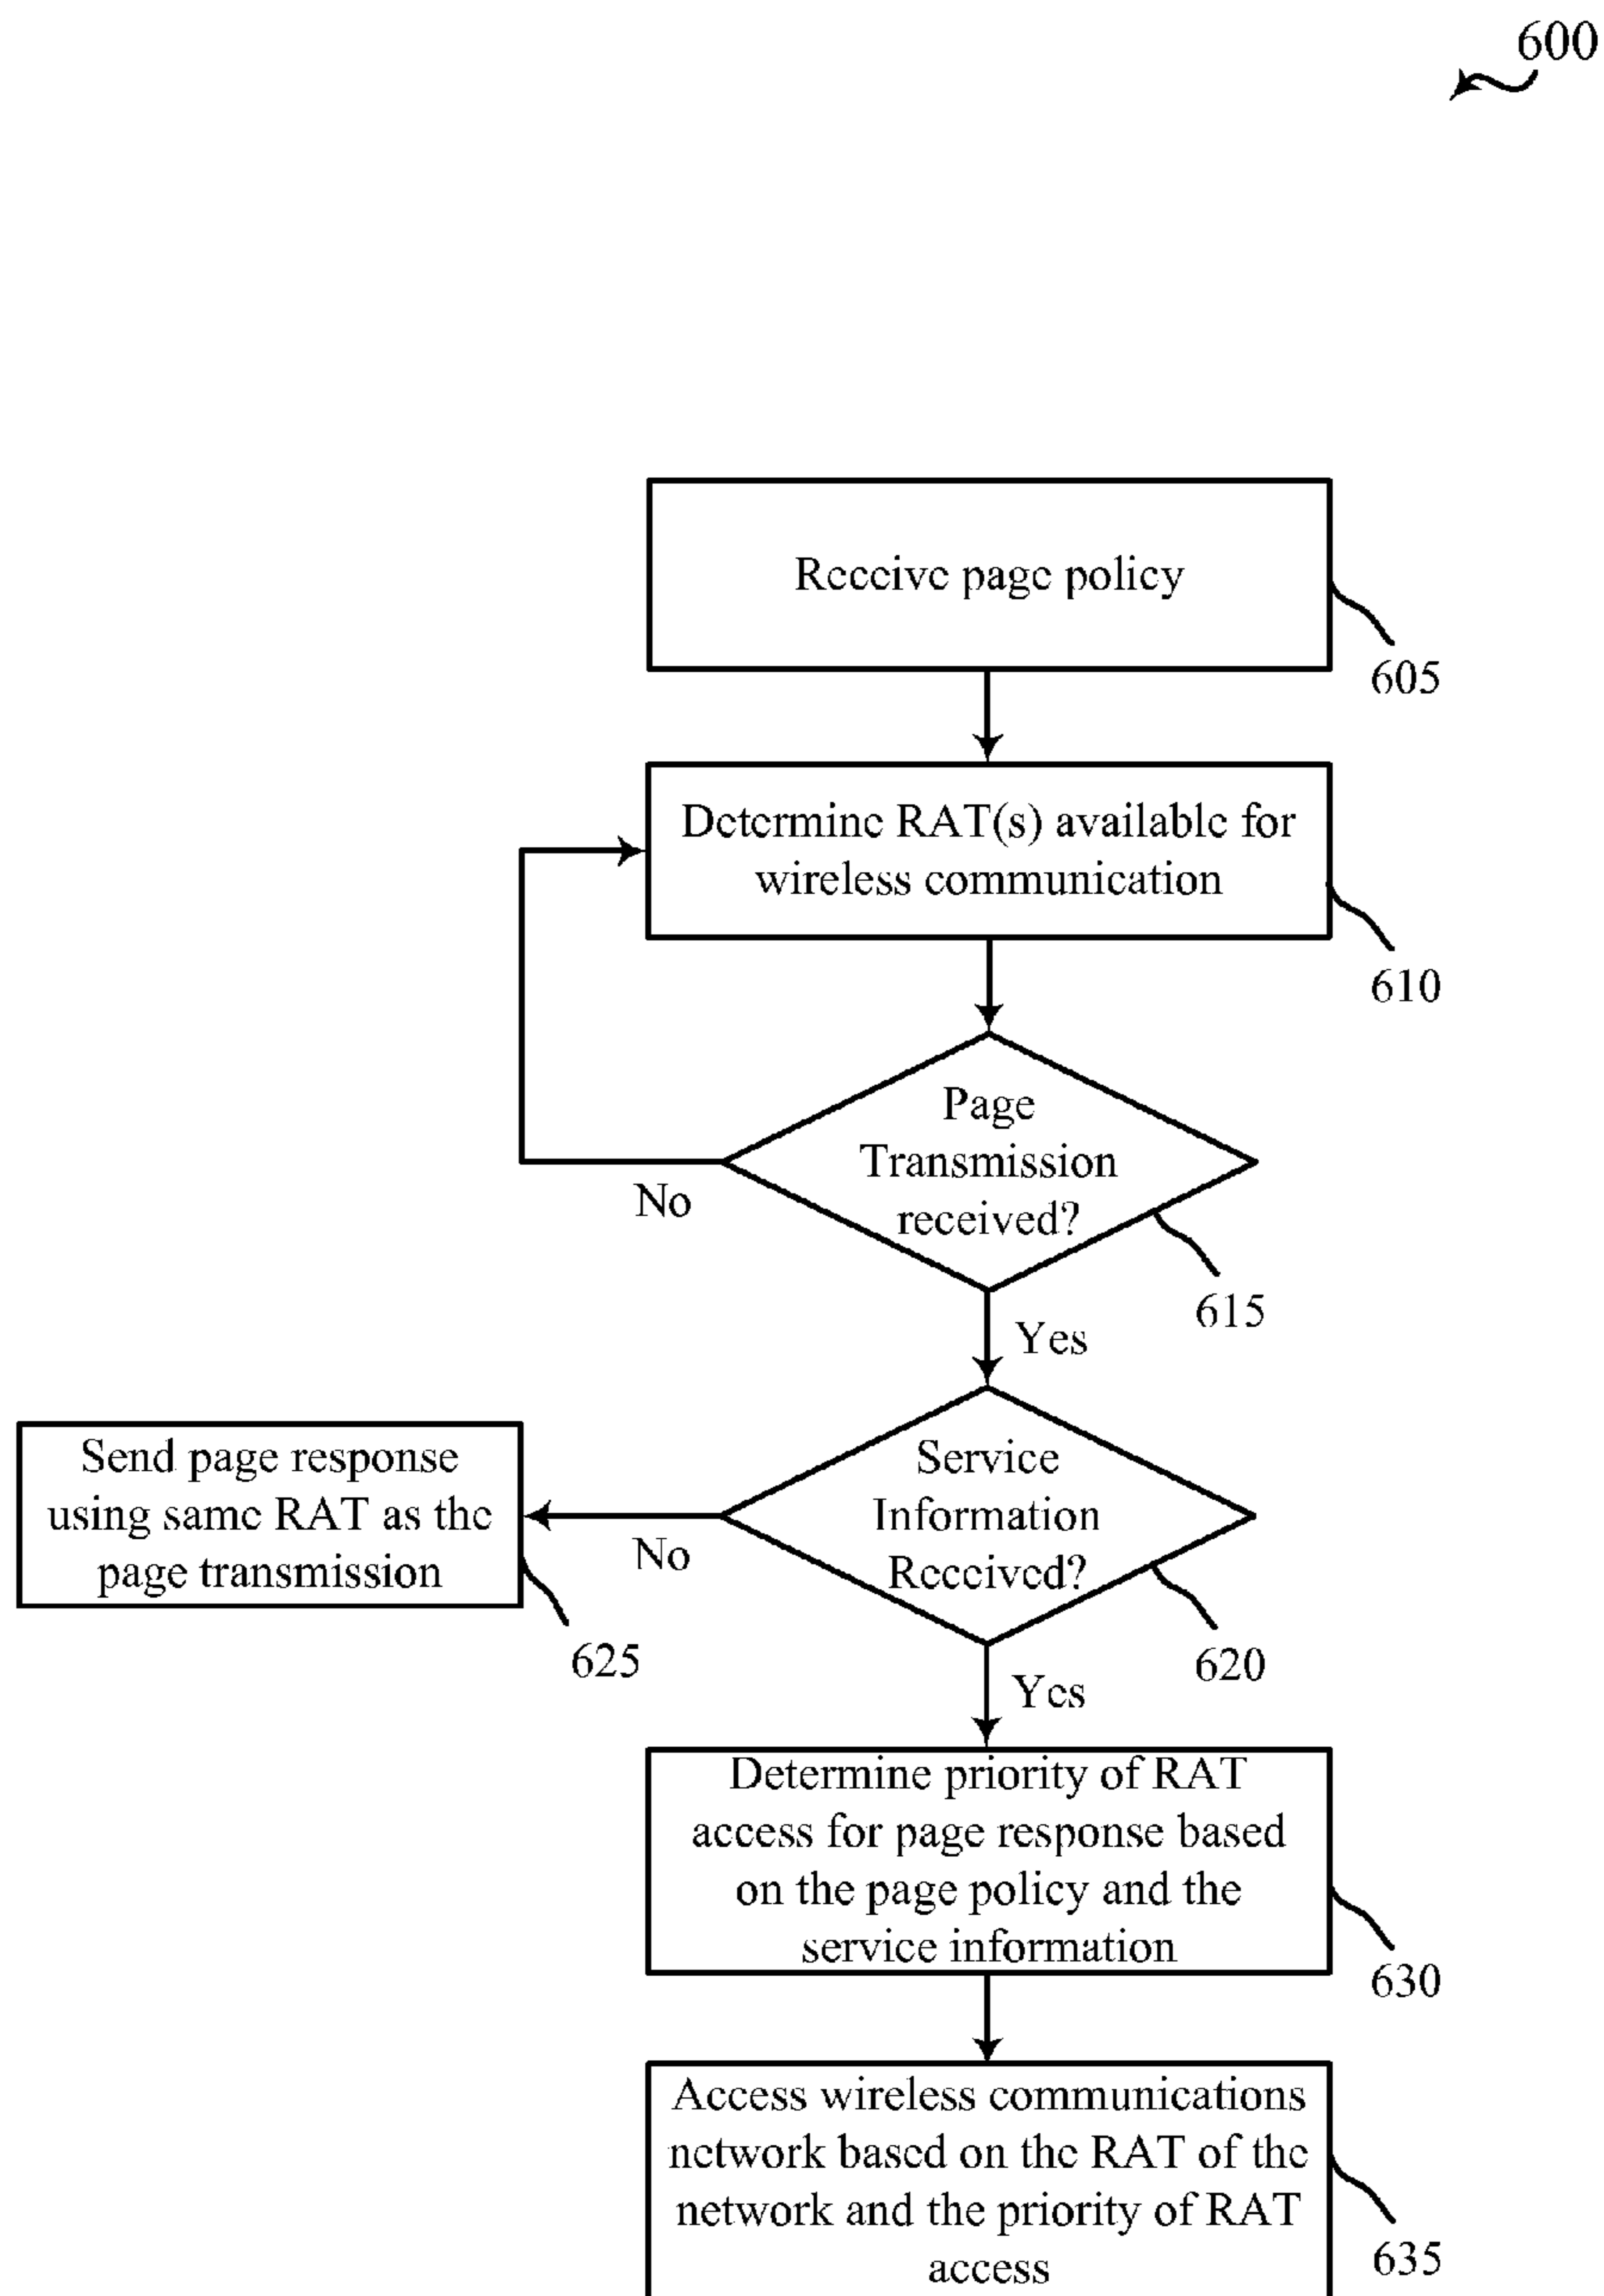 600
Receive page policy
605
Determine RAT(s) available for
wireless communication
610
Page
Transmission
received?
No
615
Yes
Service
Information
Received?
No
620
Send page response
using same RAT as the
page transmission
625
Yes
Determine priority of RAT
access for page response based
on the page policy and the
service information
630
Access wireless communications
network based on the RAT of the
network and the priority of RAT
access
635